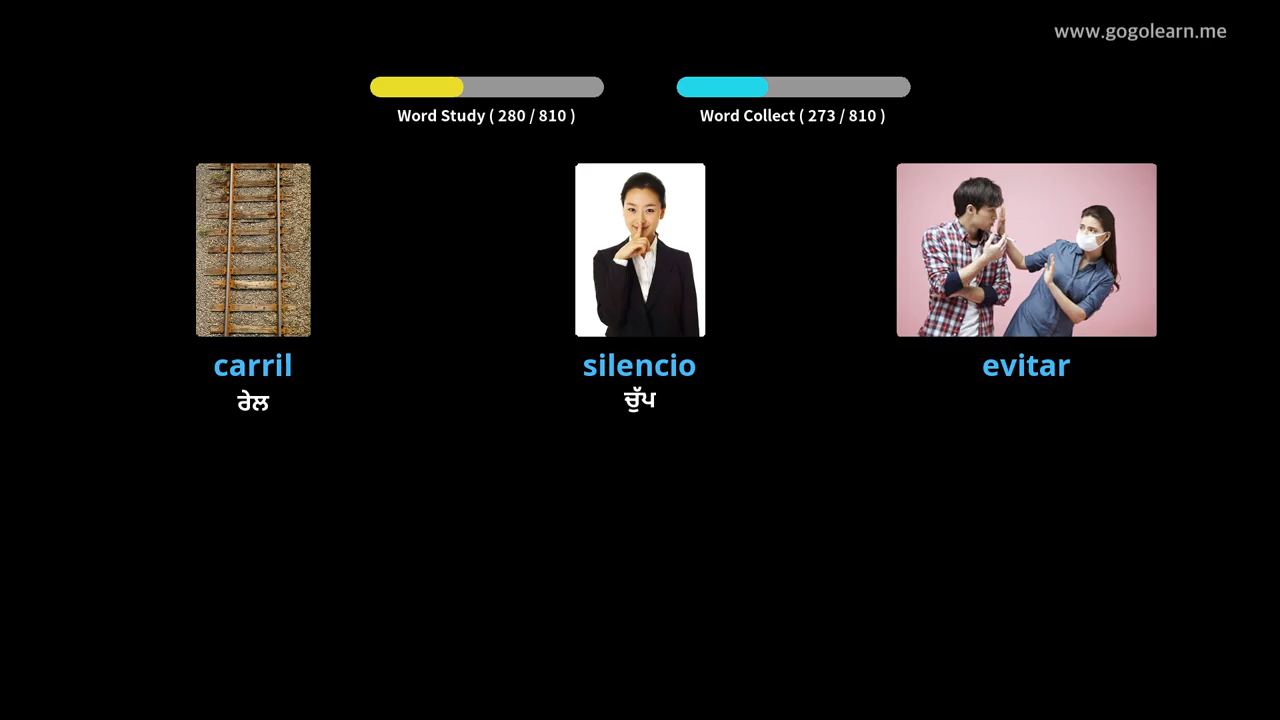 www.gogolearn.me
Word Study ( 280 / 810 )
Word Collect ( 273 / 810 )
carril
silencio
evitar
ਰੇਲ
ਚੁੱਪ